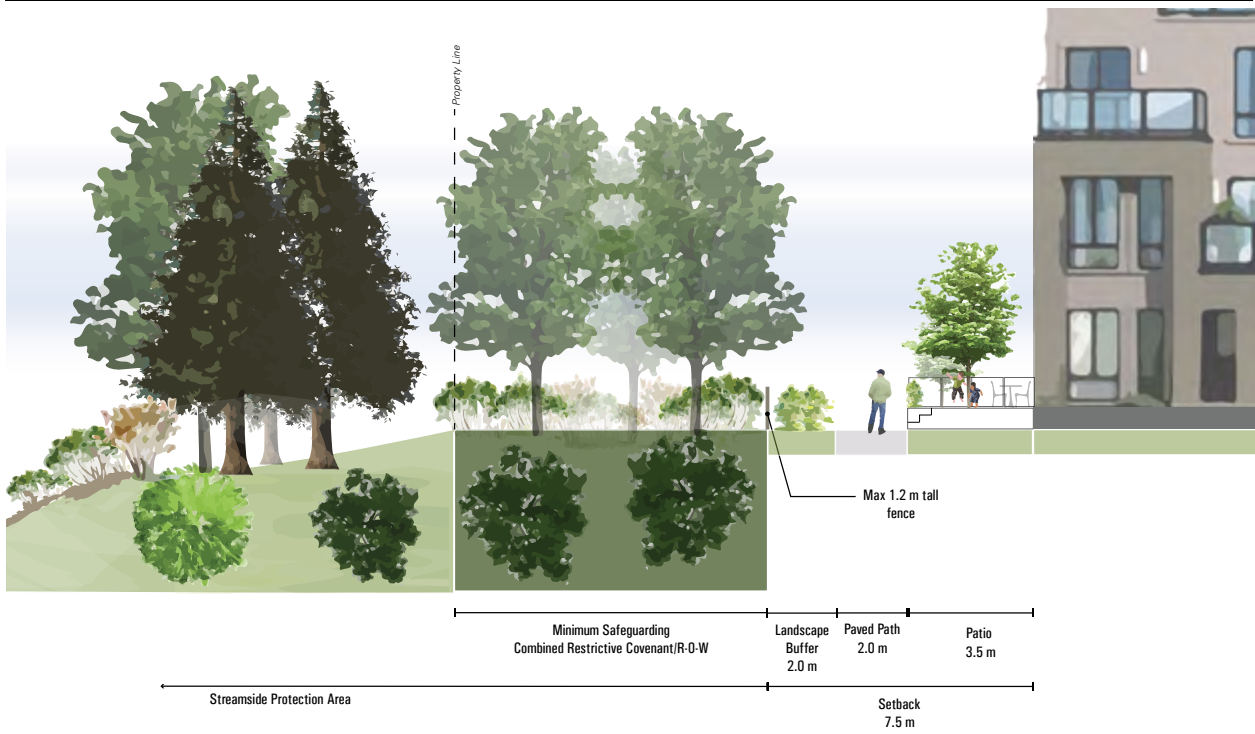 Property Line
Max 1.2 m tall
fence
Minimum Safeguarding
Combined Restrictive Covenant/R-O-W
Landscape
Buffer
2.0 m
Paved Path
2.0 m
Patio
3.5 m
Streamside Protection Area
Setback
7.5 m